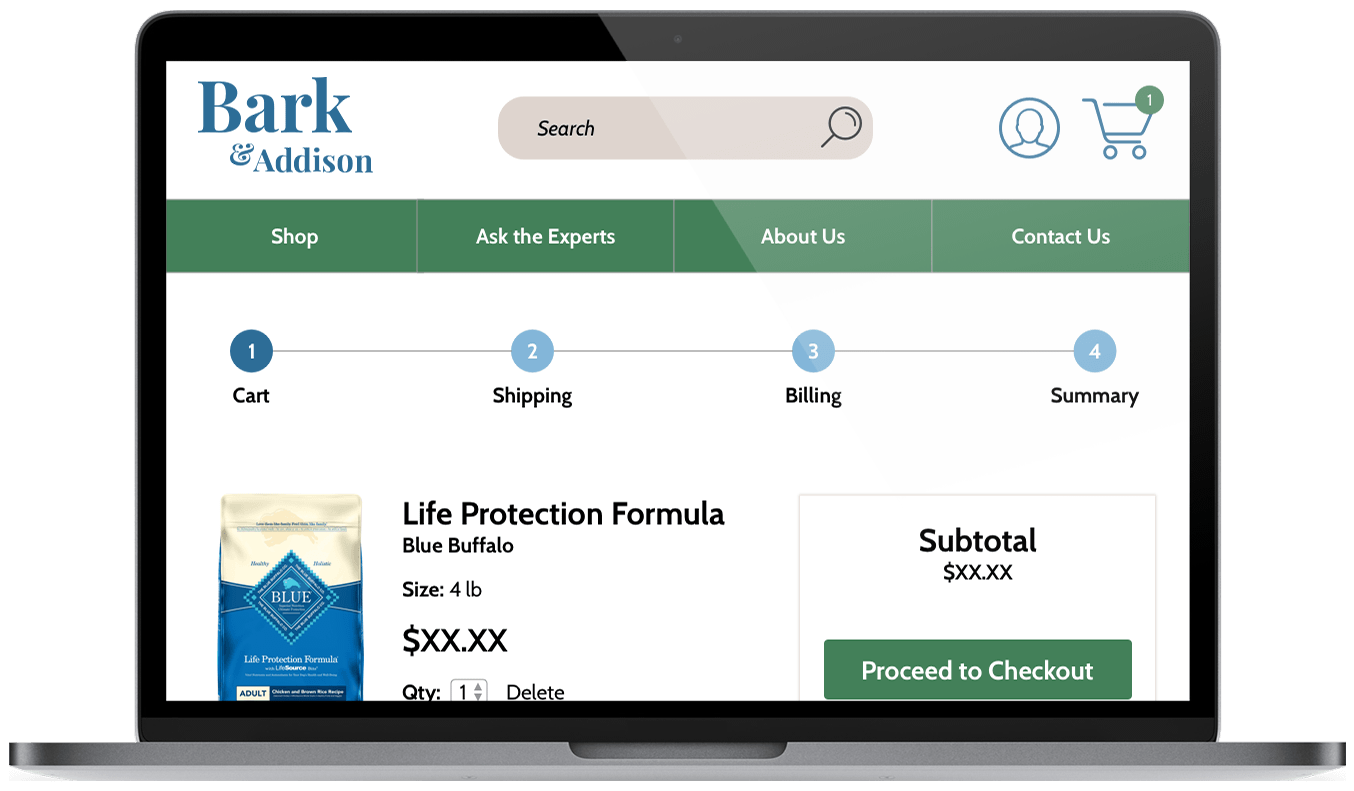 Bark
& Addison
Search
1
Shop
Ask the Experts
About Us
Contact Us
1
2
3
4
Cart
Shipping
Billing
Summary
Life Protection Formula
Blue Buffalo
Size: 4 lb
$XX.XX
Qty: 1 Delete
Subtotal
$XX.XX
Proceed to Checkout
Healthy
Holistic
BLUE
Life Protection Formula
with LifeSource Bits
ADULT Chicken and Brown Rice Recipe